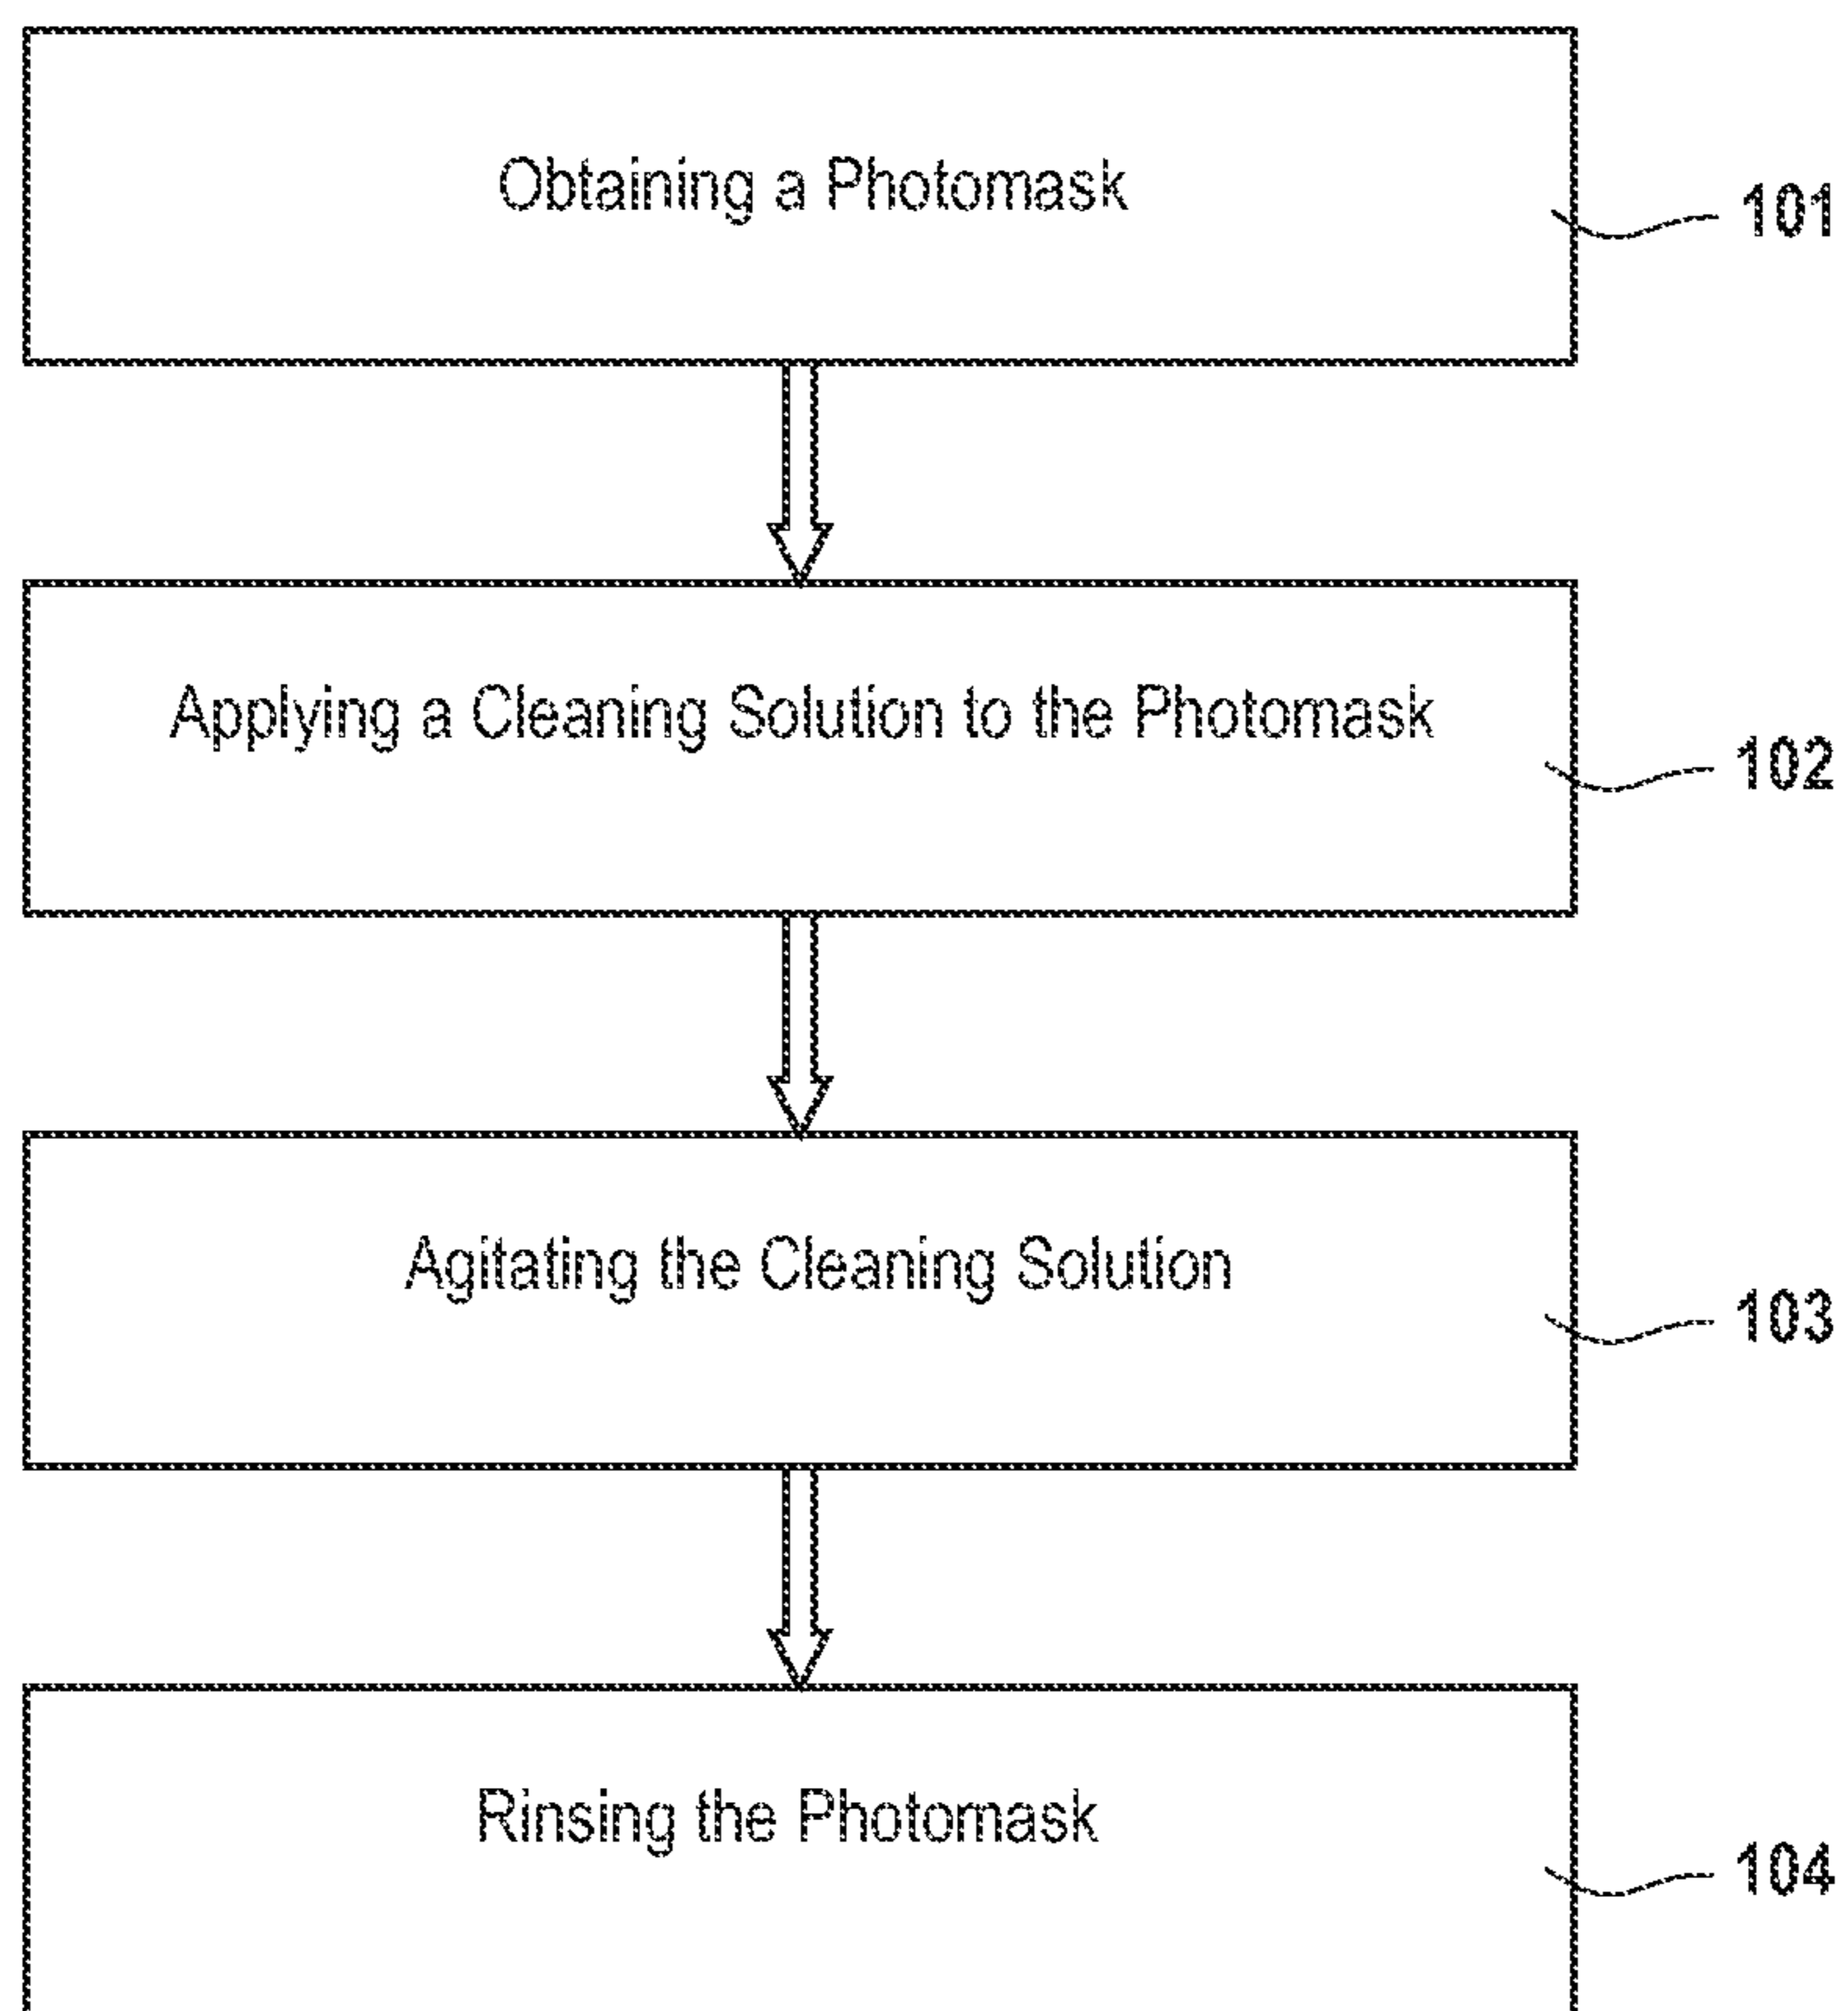 Obtaining a Photomask
101
Applying a Cleaning Solution to the Photomask
102
Agitating the Cleaning Solution
103
Rinsing the Photomask
104